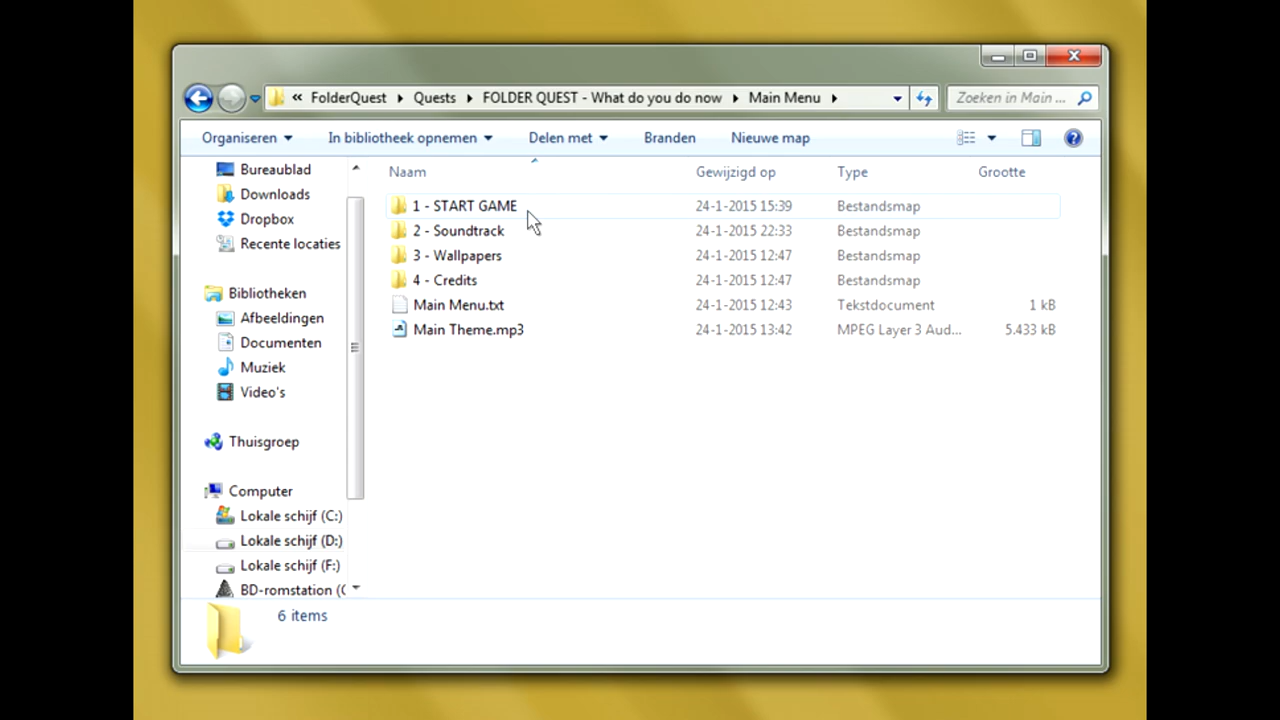 « FolderQuest Quests FOLDER QUEST - What do you do now Main Menu Zoeken in Main ...
Organiseren In bibliotheek opnemen Delen met Branden Nieuwe map
Bureaublad
Downloads
Dropbox
Recente locaties
Bibliotheken
Afbeeldingen
Documenten
Muziek
Video's
Thuisgroep
Computer
Lokale schijf (C:)
Lokale schijf (D:)
Lokale schijf (F:)
BD-romstation (
Naam Gewijzigd op Type Grootte
1 - START GAME 24-1-2015 15:39 Bestandsmap
2 - Soundtrack 24-1-2015 22:33 Bestandsmap
3 - Wallpapers 24-1-2015 12:47 Bestandsmap
4 - Credits 24-1-2015 12:47 Bestandsmap
Main Menu.txt 24-1-2015 12:43 Tekstdocument 1 kB
Main Theme.mp3 24-1-2015 13:42 MPEG Layer 3 Aud... 5.433 kB
6 items